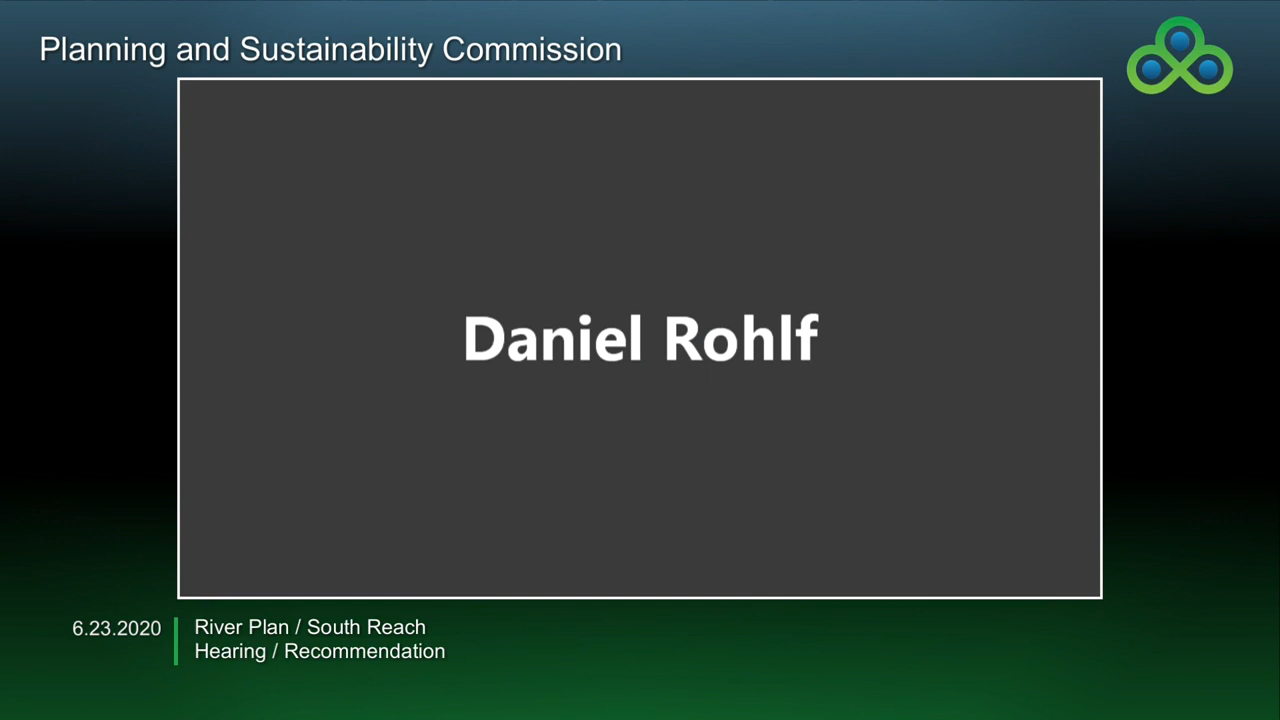 Planning and Sustainability Commission
Daniel Rohlf
6.23.2020
River Plan / South Reach
Hearing / Recommendation